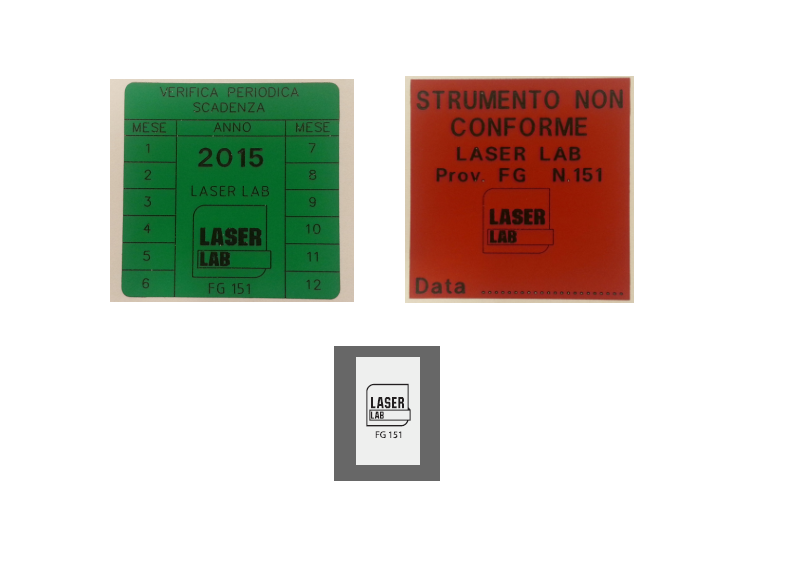 VERIFICA PERIODICA
SCADENZA
MESE ANNO MESE
1 2015 7
2 8
LASER LAB
3 9
4 10
LASER
5 LAB 11
6 FG 151 12
STRUMENTO NON
CONFORME
LASER LAB
Prov. FG N.151
LASER
LAB
Data ........................
LASER
LAB
FG 151